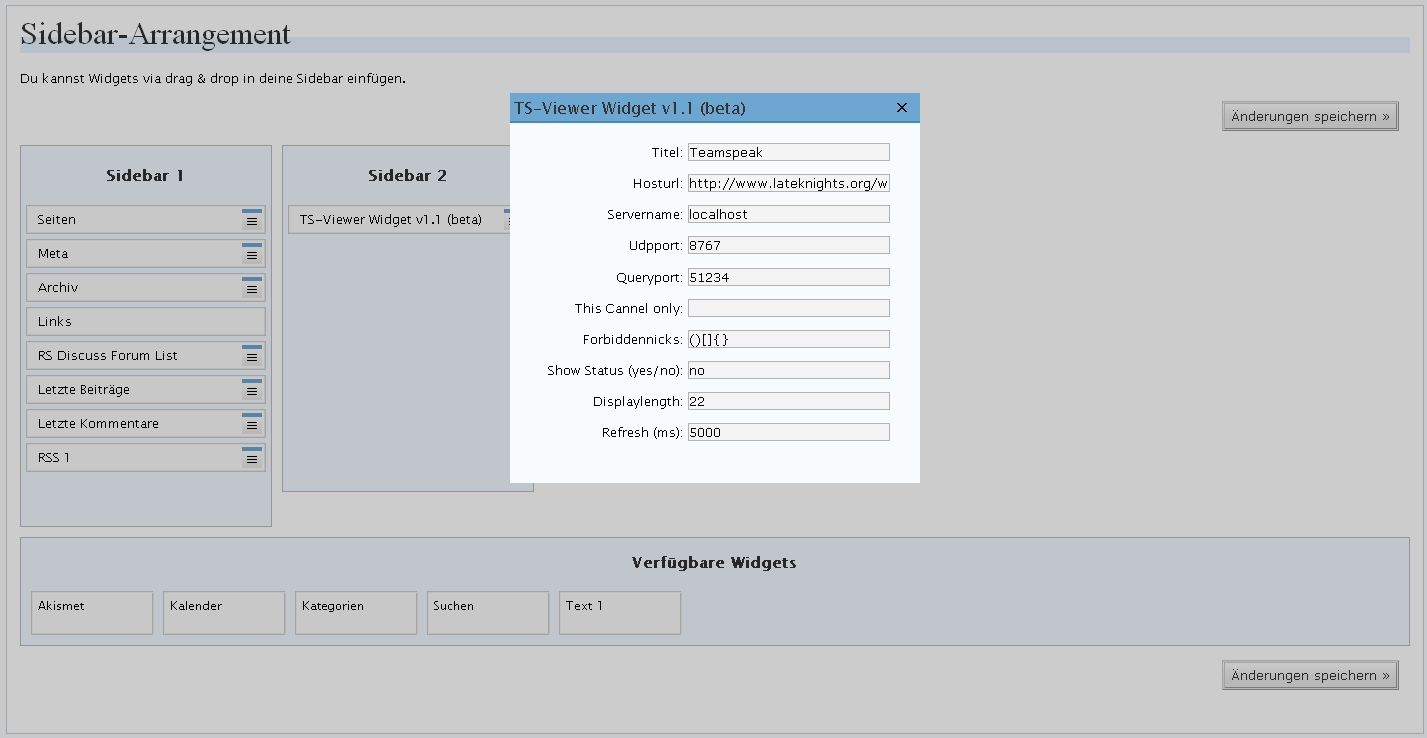 Sidebar-Arrangement
Du kannst Widgets via drag & drop in deine Sidebar einfügen.
Änderungen speichern »
Sidebar 1
Seiten
Meta
Archiv
Links
RS Discuss Forum List
Letzte Beiträge
Letzte Kommentare
RSS 1
Sidebar 2
TS-Viewer Widget v1.1 (beta)
TS-Viewer Widget v1.1 (beta)
Titel: Teamspeak
Hosturl: http://www.lateknights.org/w
Servername: localhost
Udpport: 8767
Queryport: 51234
This Cannel only:
Forbiddennicks: ()[]{}
Show Status (yes/no): no
Displaylength: 22
Refresh (ms): 5000
Verfügbare Widgets
Akismet
Kalender
Kategorien
Suchen
Text 1
Änderungen speichern »